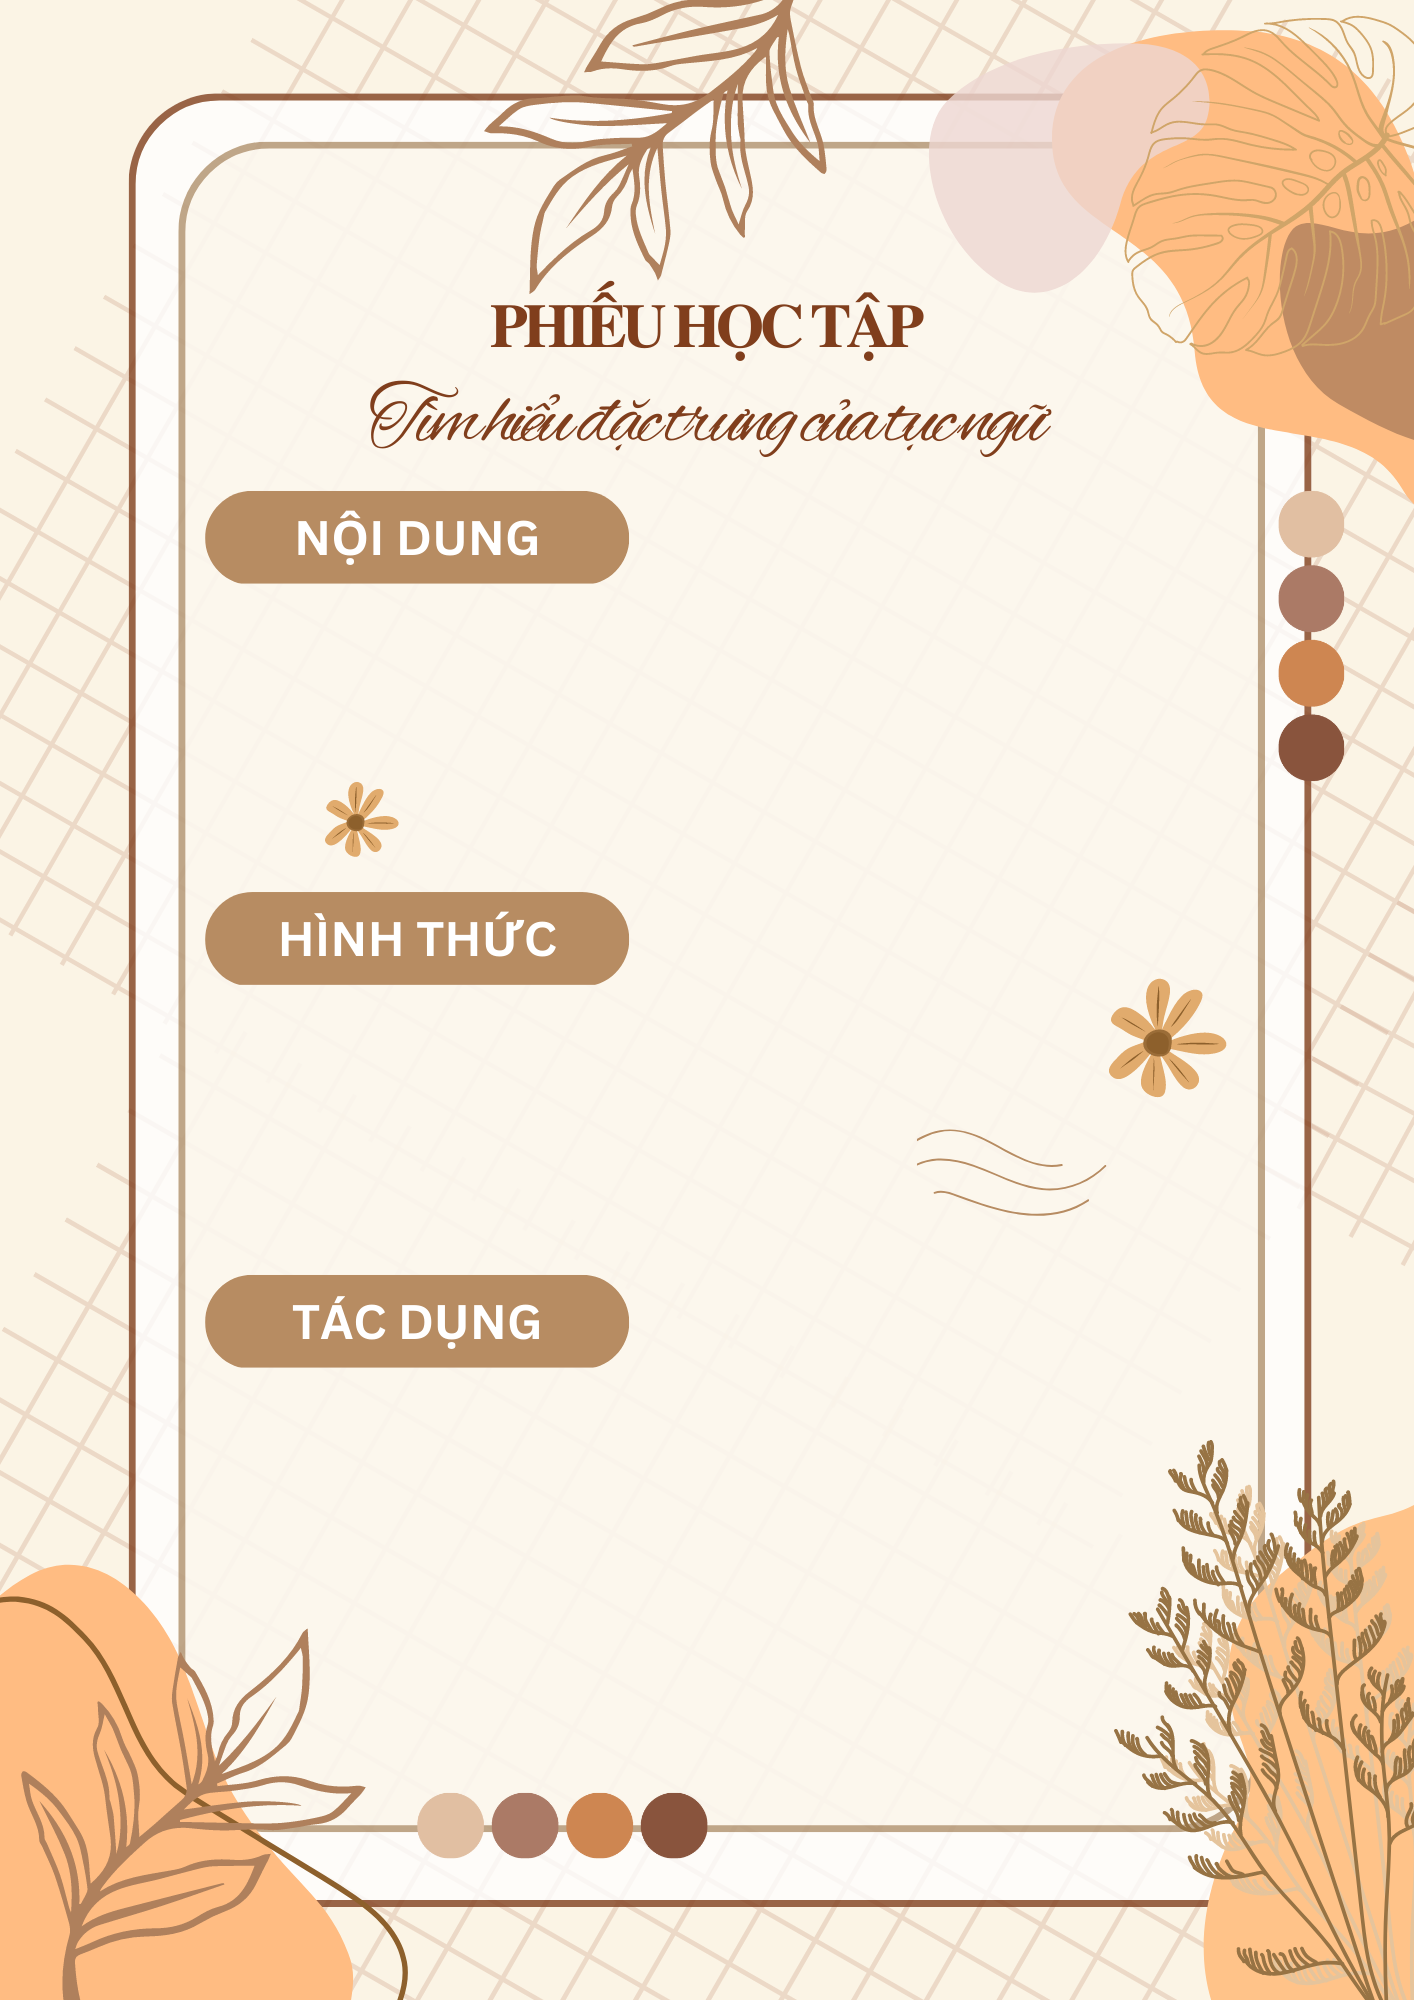 PHIẾU HỌC TẬP
Tìm hiểu đặc trưng của tục ngữ
NỘI DUNG
HÌNH THỨC
TÁC DỤNG